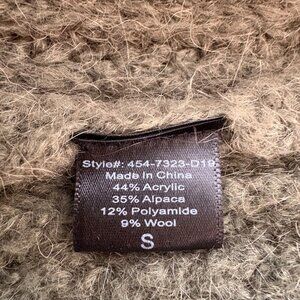 Style#: 454-7323-D19
Made In China
44% Acrylic
35% Alpaca
12% Polyamide
9% Wool
S